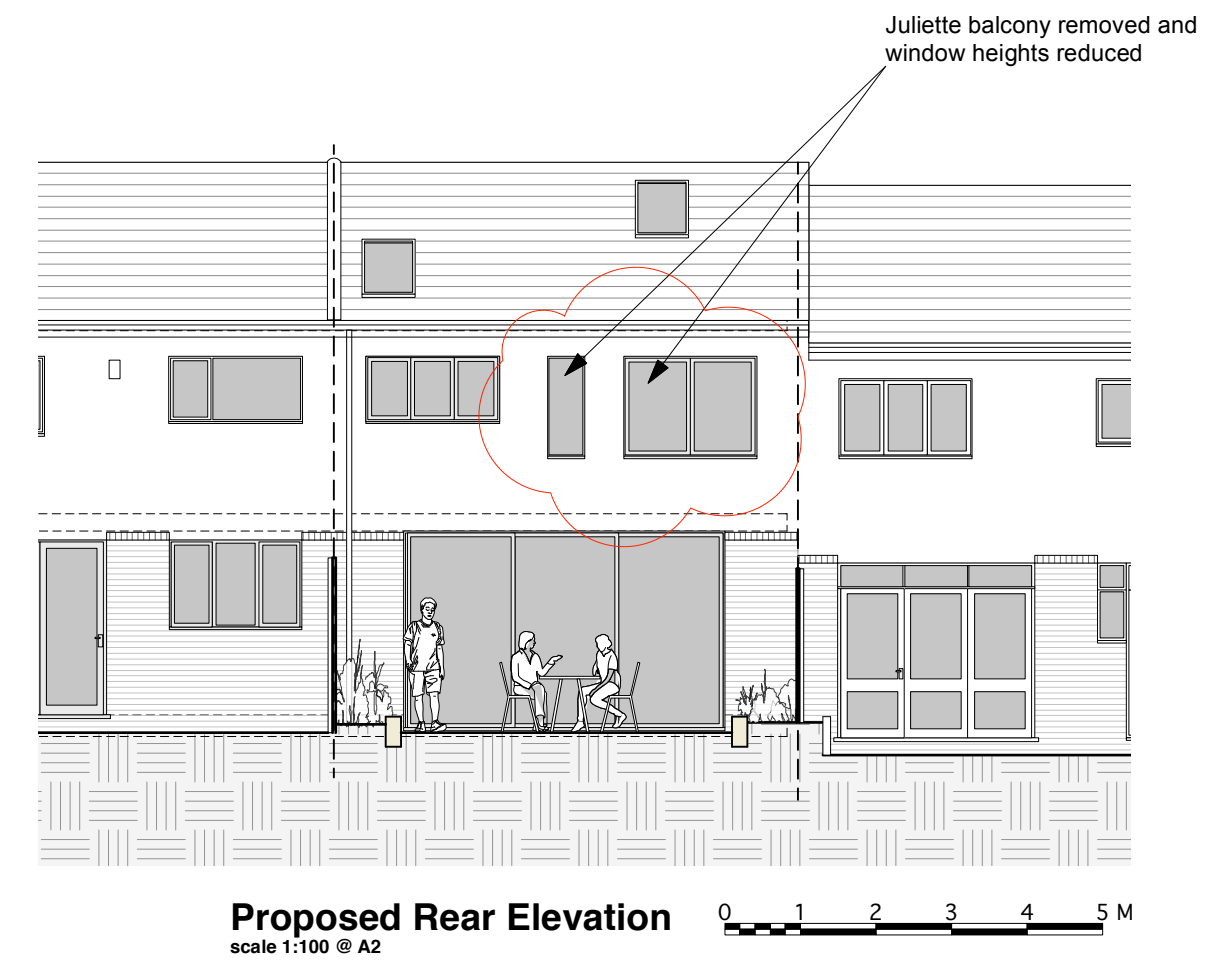 Juliette balcony removed and
window heights reduced
Proposed Rear Elevation
scale 1:100 @ A2
0 1 2 3 4 5 M